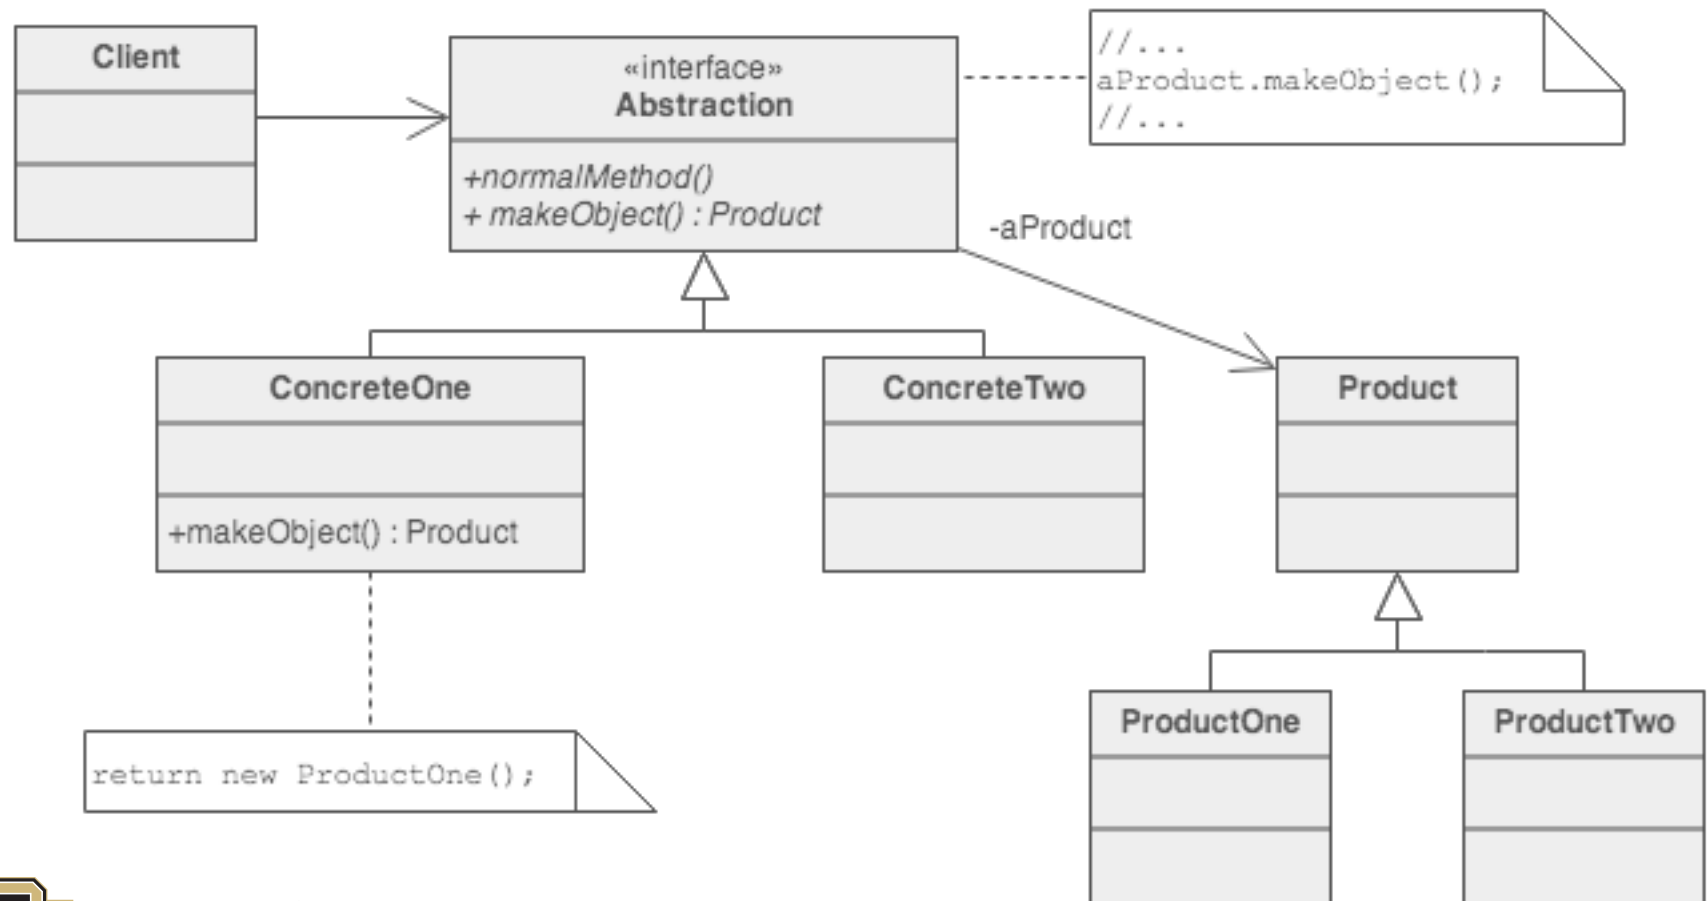 Client
«interface»
Abstraction
+normalMethod()
+ makeObject() : Product
//...
aProduct.makeObject();
//...
-aProduct
ConcreteOne
+makeObject() : Product
ConcreteTwo
Product
return new ProductOne();
ProductOne
ProductTwo